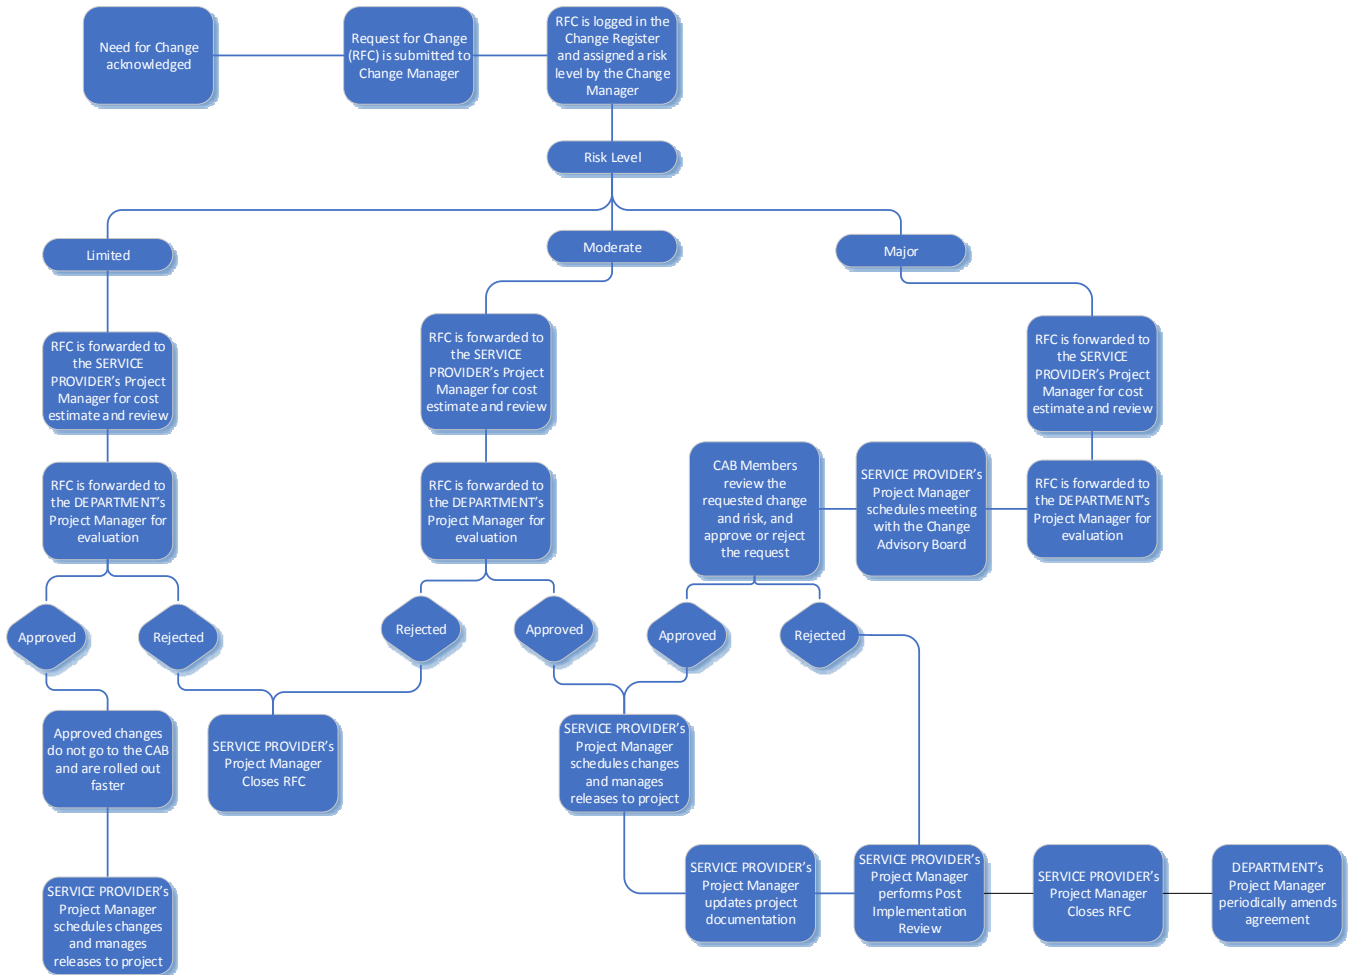 Need for Change
acknowledged
Request for Change
(RFC) is submitted to
Change Manager
RFC is logged in the
Change Register
and assigned a risk
level by the Change
Manager
Risk Level
Limited
Moderate
Major
RFC is forwarded to
the SERVICE
PROVIDER’s Project
Manager for cost
estimate and review
RFC is forwarded to
the SERVICE
PROVIDER’s Project
Manager for cost
estimate and review
RFC is forwarded to
the SERVICE
PROVIDER’s Project
Manager for cost
estimate and review
RFC is forwarded to
the DEPARTMENT’s
Project Manager for
evaluation
RFC is forwarded to
the DEPARTMENT’s
Project Manager for
evaluation
CAB Members
review the
requested change
and risk, and
approve or reject
the request
SERVICE PROVIDER’s
Project Manager
schedules meeting
with the Change
Advisory Board
RFC is forwarded to
the DEPARTMENT’s
Project Manager for
evaluation
Approved
Rejected
Rejected
Approved
Approved
Rejected
Approved changes
do not go to the CAB
and are rolled out
faster
SERVICE PROVIDER’s
Project Manager
Closes RFC
SERVICE PROVIDER’s
Project Manager
schedules changes
and manages
releases to project
SERVICE PROVIDER’s
Project Manager
schedules changes
and manages
releases to project
SERVICE PROVIDER’s
Project Manager
updates project
documentation
SERVICE PROVIDER’s
Project Manager
performs Post
Implementation
Review
SERVICE PROVIDER’s
Project Manager
Closes RFC
DEPARTMENT’s
Project Manager
periodically amends
agreement